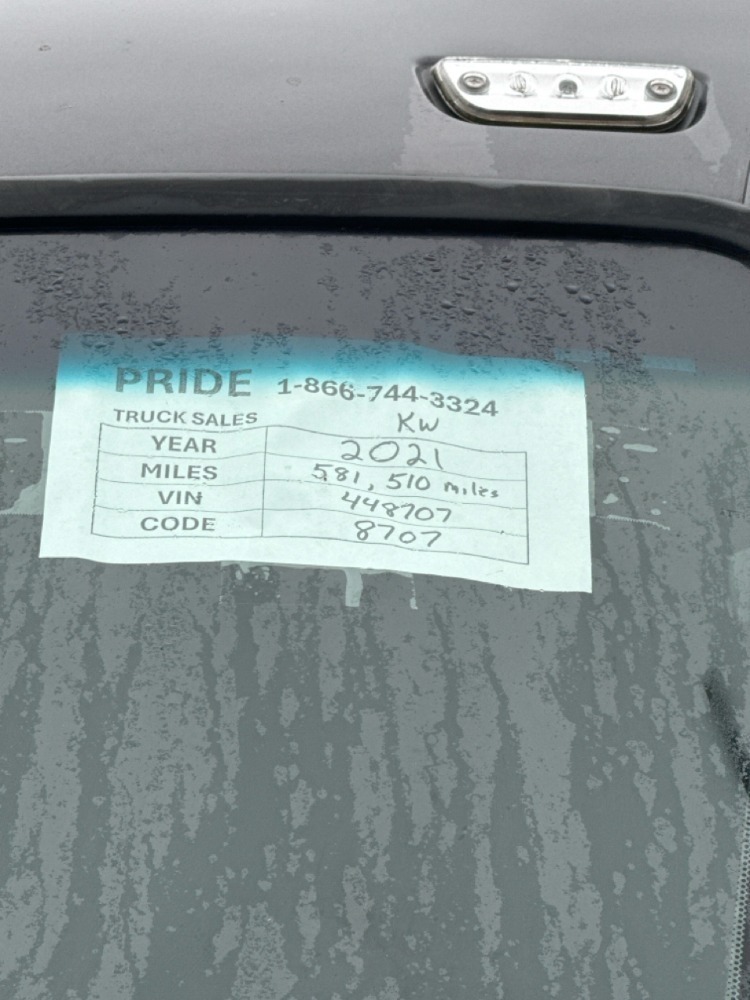 PRIDE 1-866-744-3324
TRUCK SALES KW
YEAR 2021
MILES 581,510 miles
VIN 448707
CODE 8707